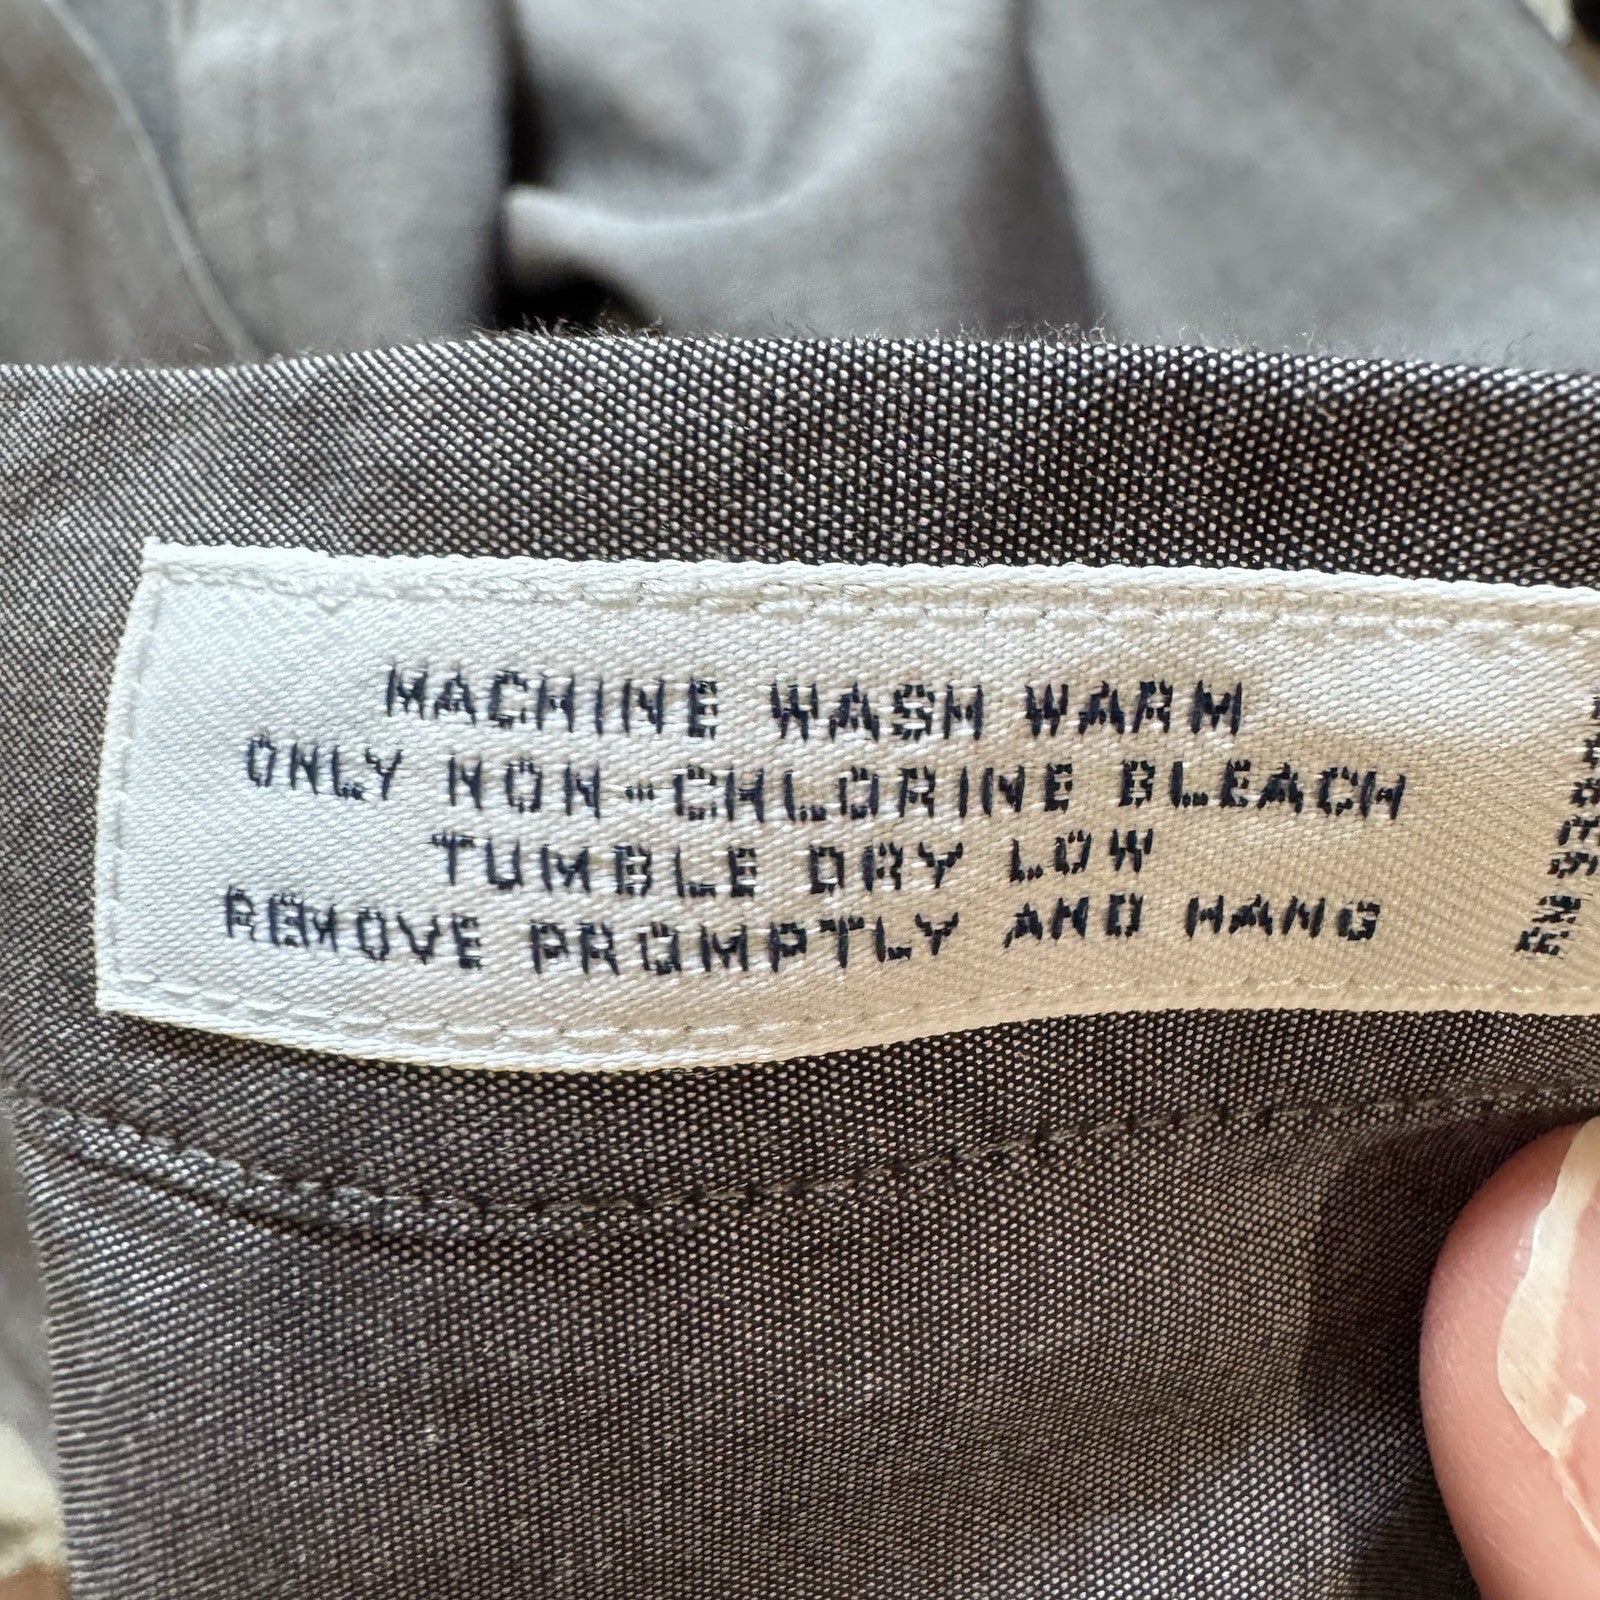 MACHINE WASH WARM
ONLY NON-CHLORINE BLEACH
TUMBLE DRY LOW
REMOVE PROMPTLY AND HANG